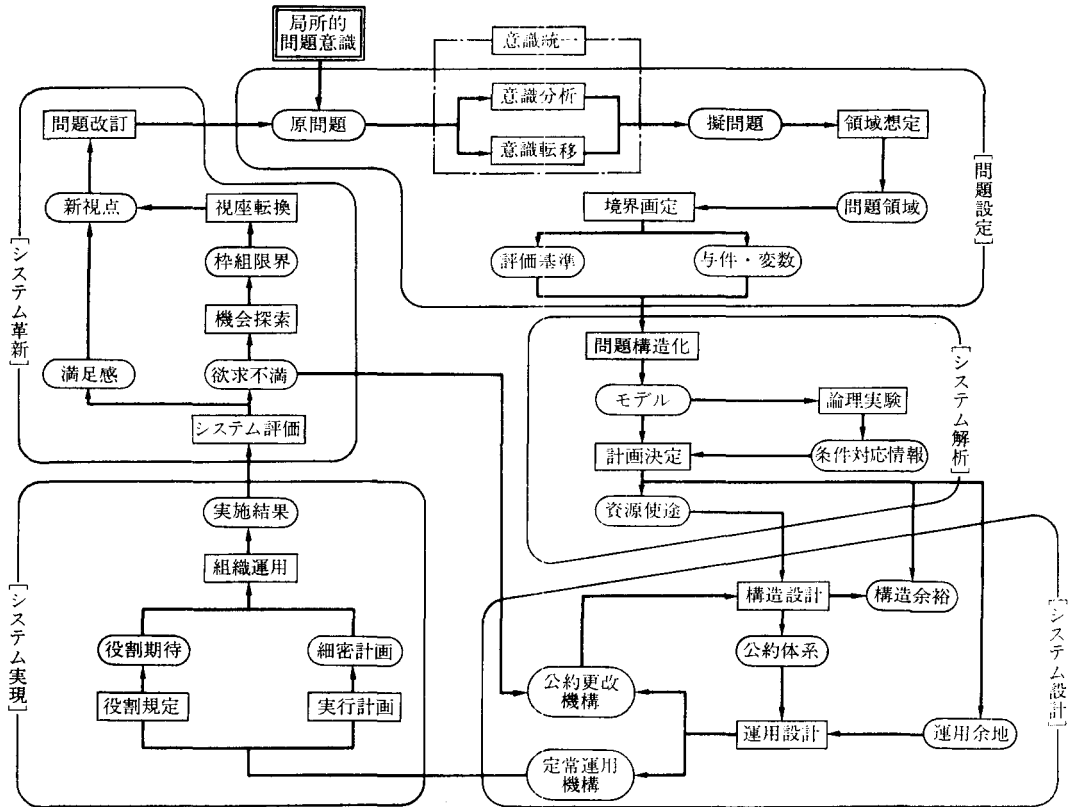 局所的
問題意識
意識統一
問題改訂
原問題
意識分析
意識転移
擬問題
領域想定
[問題設定]
新視点
視座転換
境界画定
問題領域
枠組限界
評価基準
与件・変数
[システム革新]
機会探索
満足感
欲求不満
システム評価
問題構造化
モデル
論理実験
計画決定
条件対応情報
資源使途
[システム解析]
実施結果
組織運用
役割期待
細密計画
役割規定
実行計画
[システム実現]
構造設計
構造余裕
公約体系
公約更改
機構
運用設計
運用余地
定常運用
機構
[システム設計]